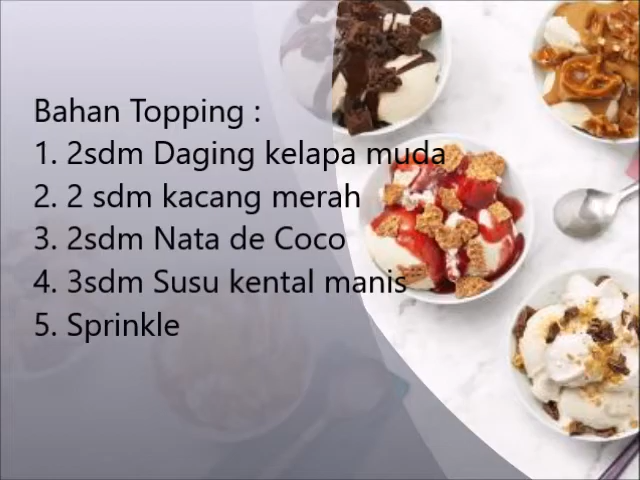 Bahan Topping :
1. 2sdm Daging kelapa muda
2. 2 sdm kacang merah
3. 2sdm Nata de Coco
4. 3sdm Susu kental manis
5. Sprinkle